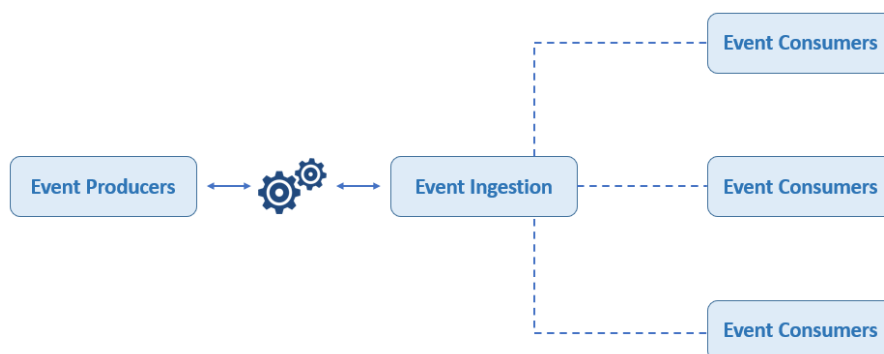 Event Consumers
Event Producers
Event Ingestion
Event Consumers
Event Consumers